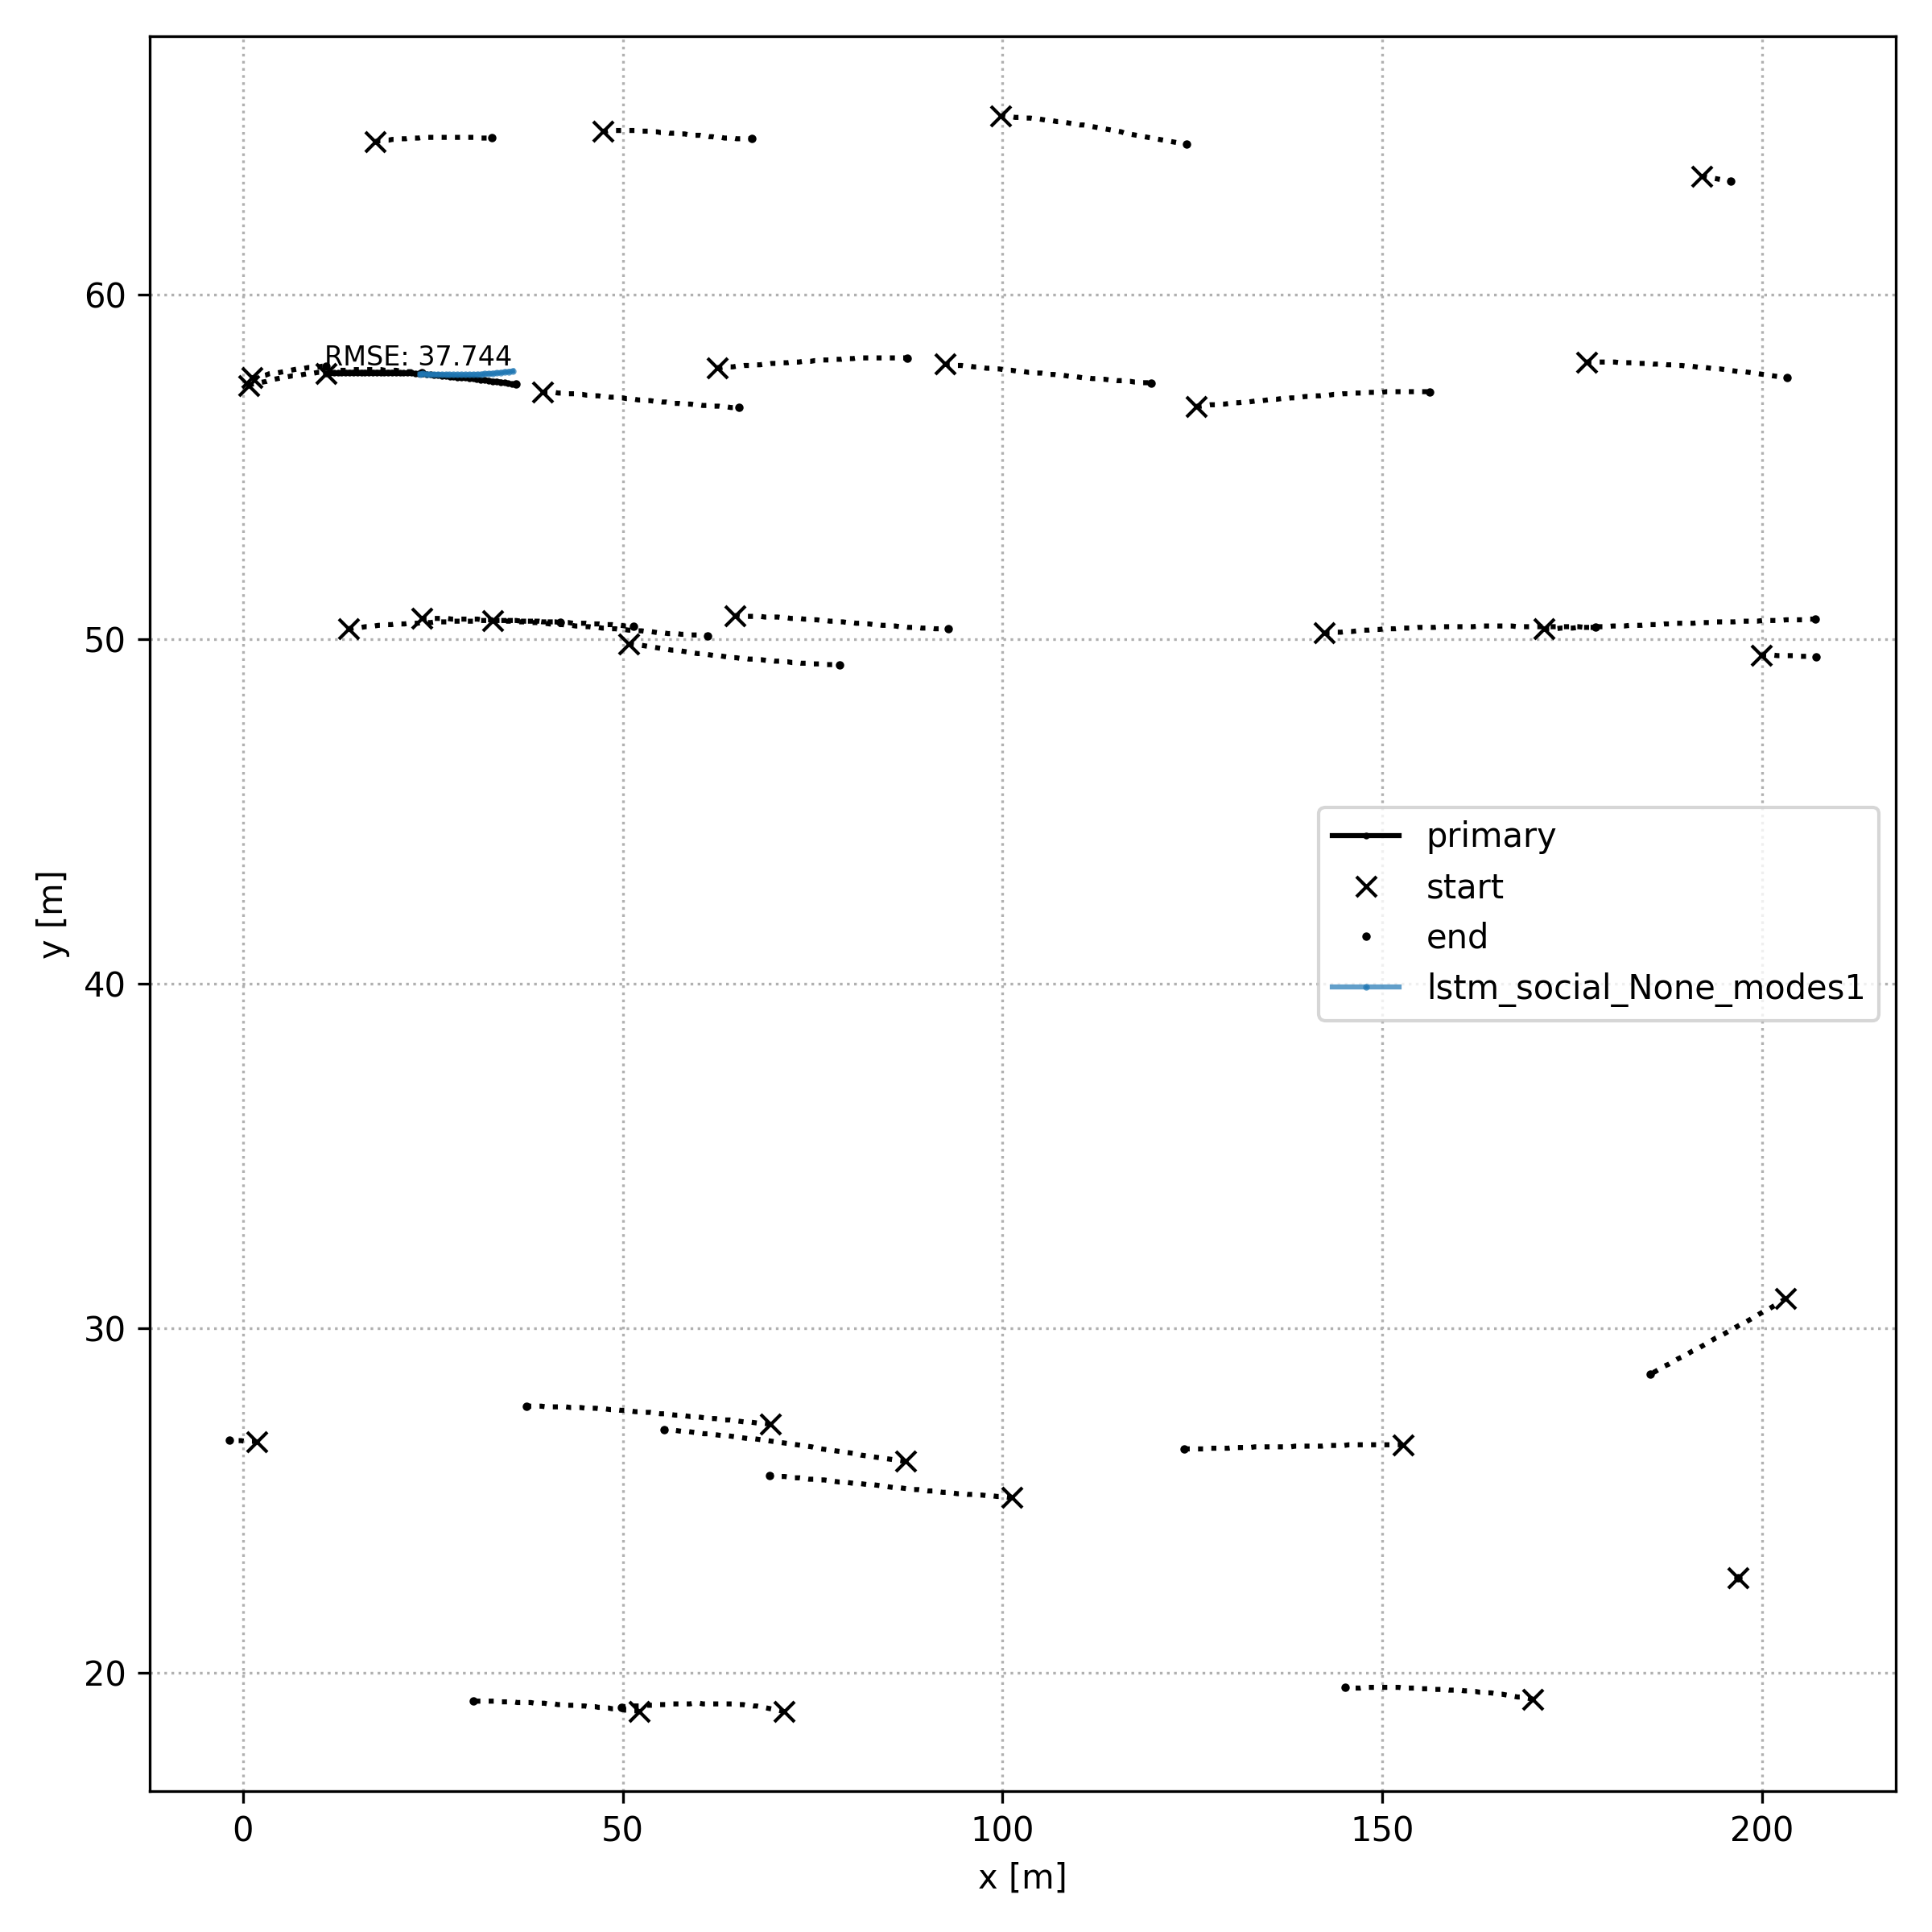 RMSE: 37.744
60
50
40
30
20
y [m]
primary
start
end
lstm_social_None_modes1
0
50
100
150
200
x [m]